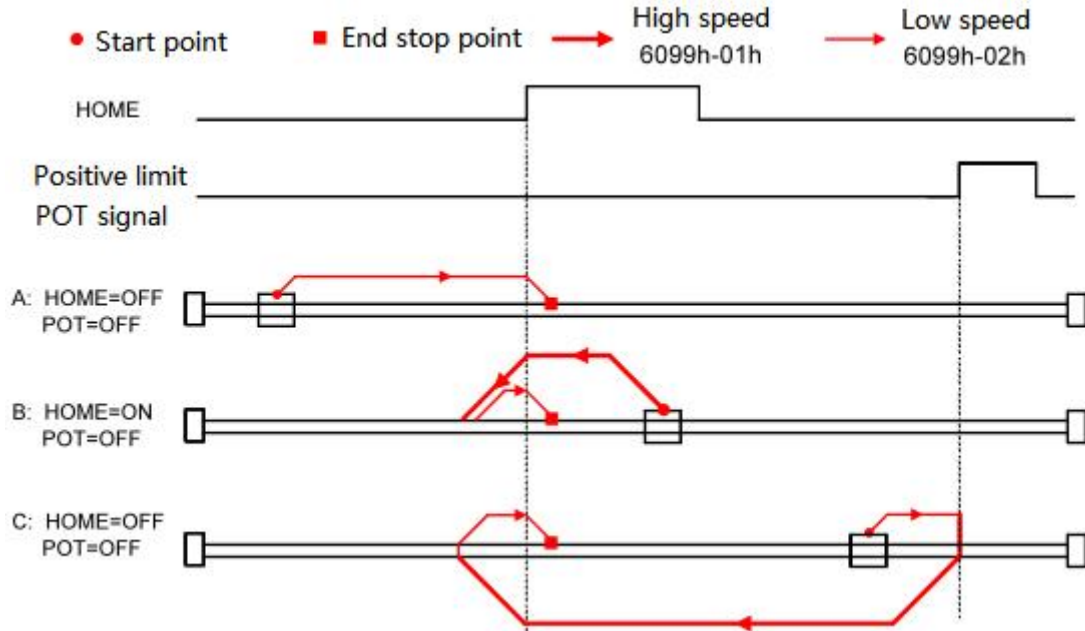 Start point
End stop point
High speed
6099h-01h
Low speed
6099h-02h
HOME
Positive limit
POT signal
A: HOME=OFF
POT=OFF
B: HOME=ON
POT=OFF
C: HOME=OFF
POT=OFF